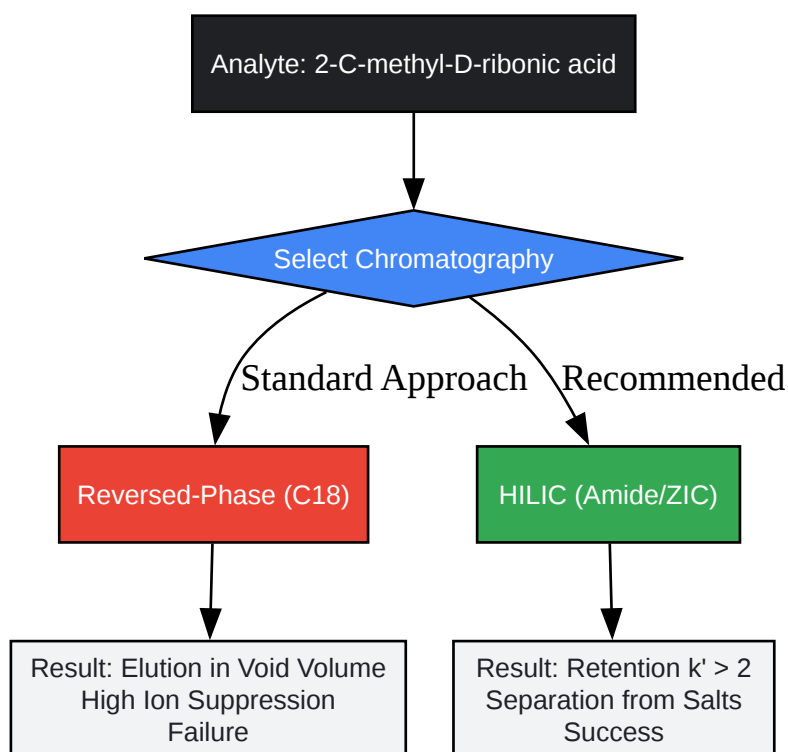 Analyte: 2-C-methyl-D-ribonic acid
Select Chromatography
Standard Approach
Recommended
Reversed-Phase (C18)
HILIC (Amide/ZIC)
Result: Elution in Void Volume
High Ion Suppression
Failure
Result: Retention k' > 2
Separation from Salts
Success